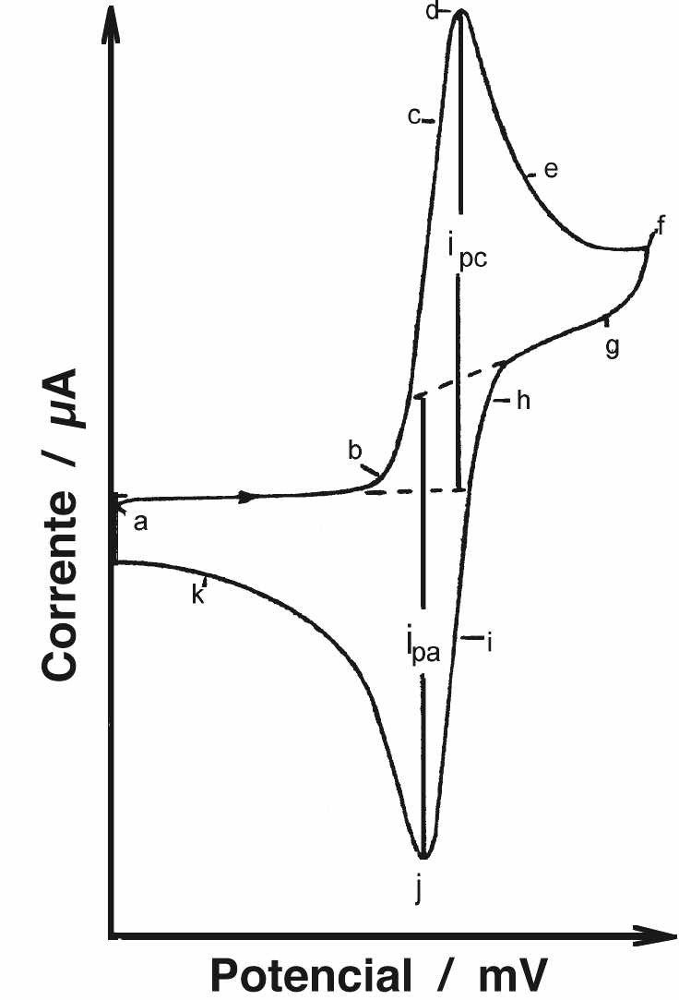 d
c
e
f
i pc
g
h
b
a
k
i pa
i
j
Corrente / µA
Potencial / mV